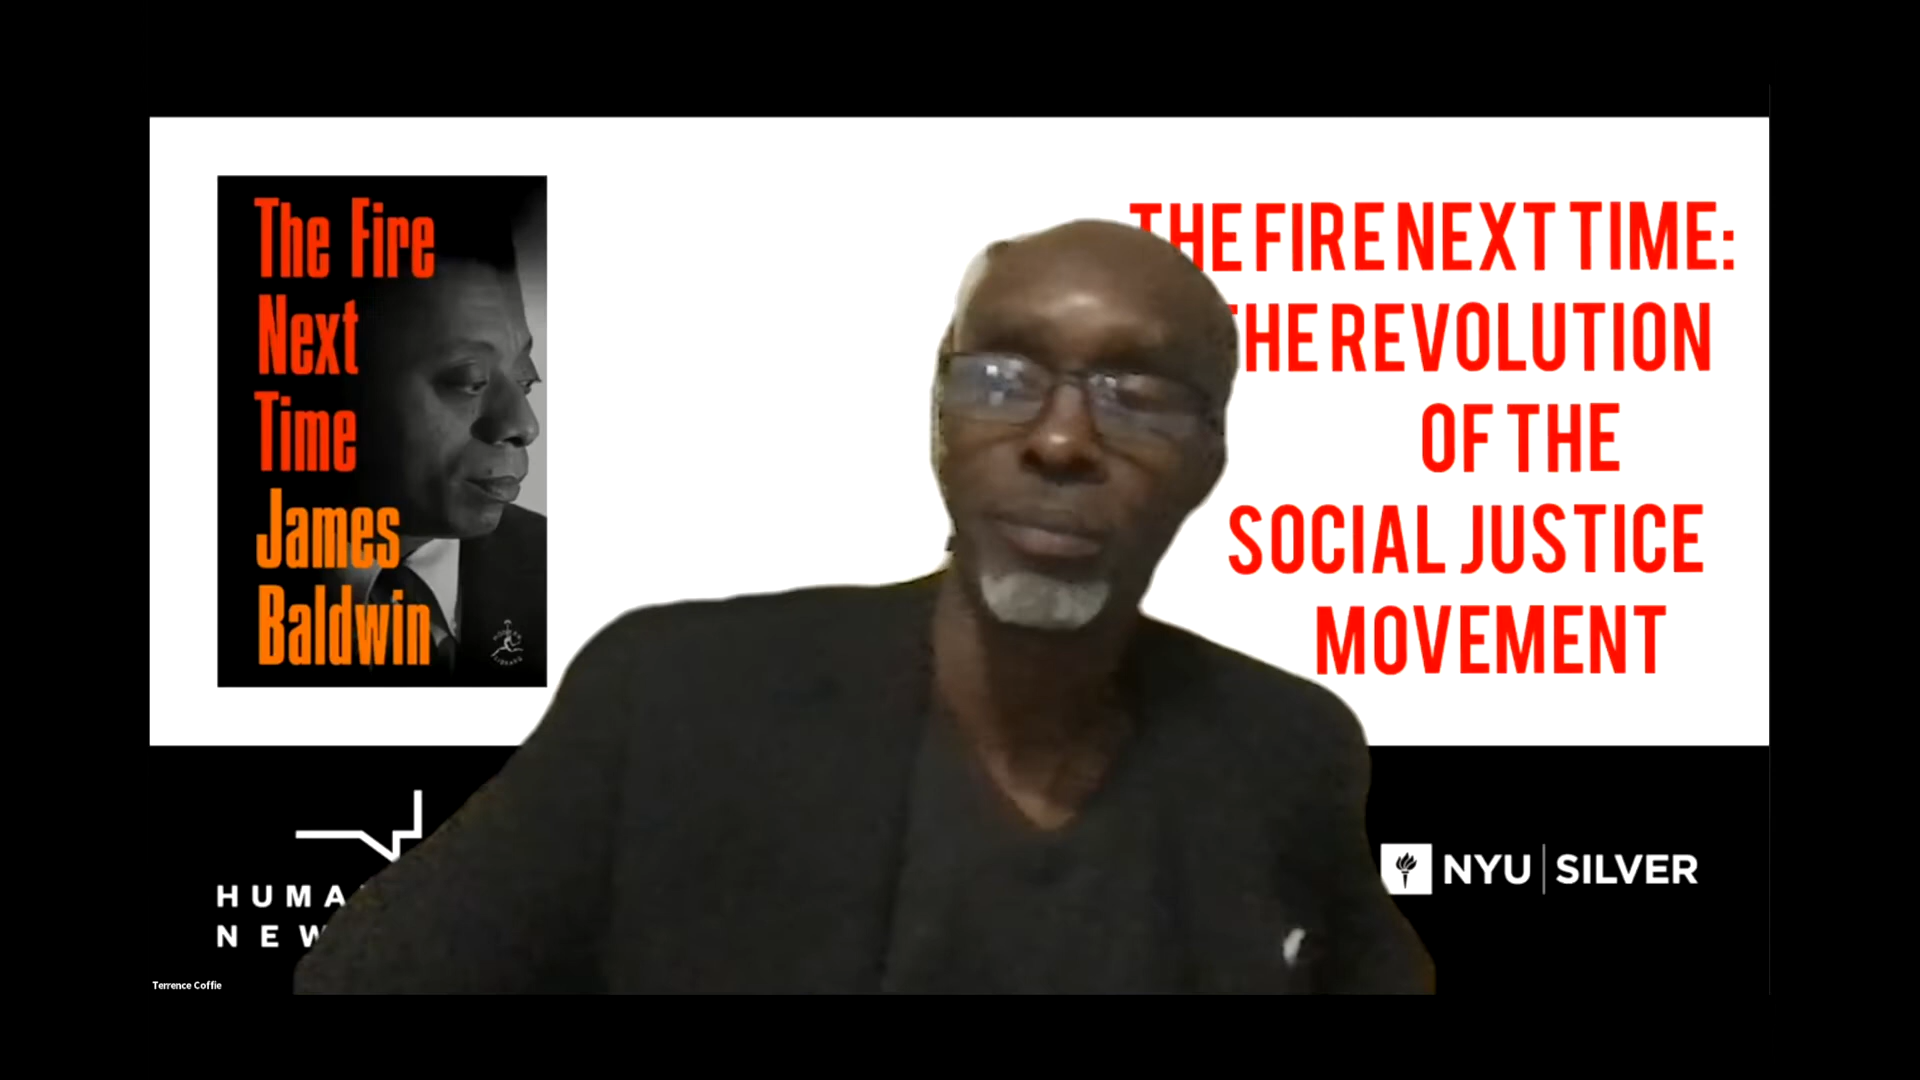 The Fire
Next
Time
James
Baldwin
THE FIRE NEXT TIME:
THE REVOLUTION
OF THE
SOCIAL JUSTICE
MOVEMENT
NYU | SILVER
Terrence Coffie